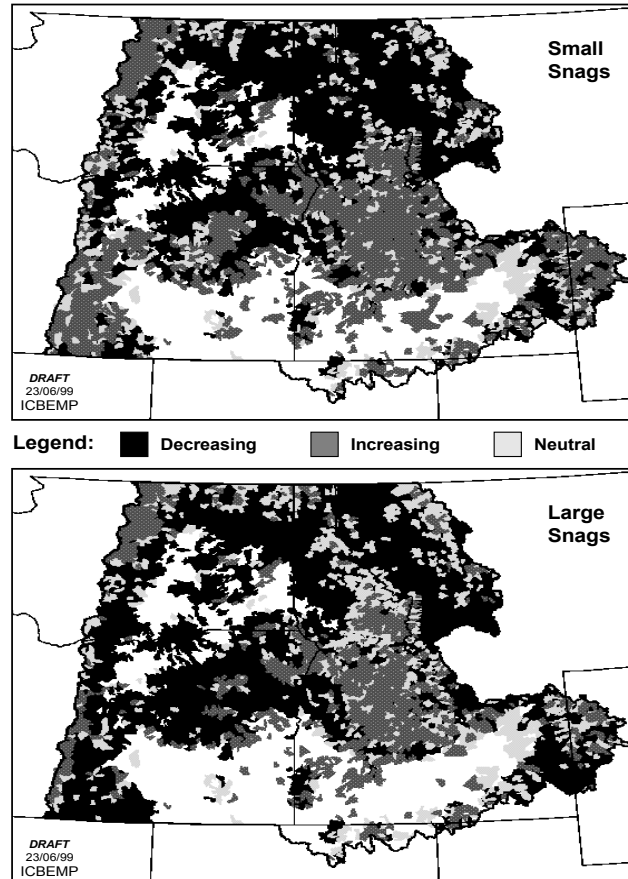 Small
Snags
DRAFT
23/06/99
ICBEMP
Legend: Decreasing Increasing Neutral
Large
Snags
DRAFT
23/06/99
ICBEMP